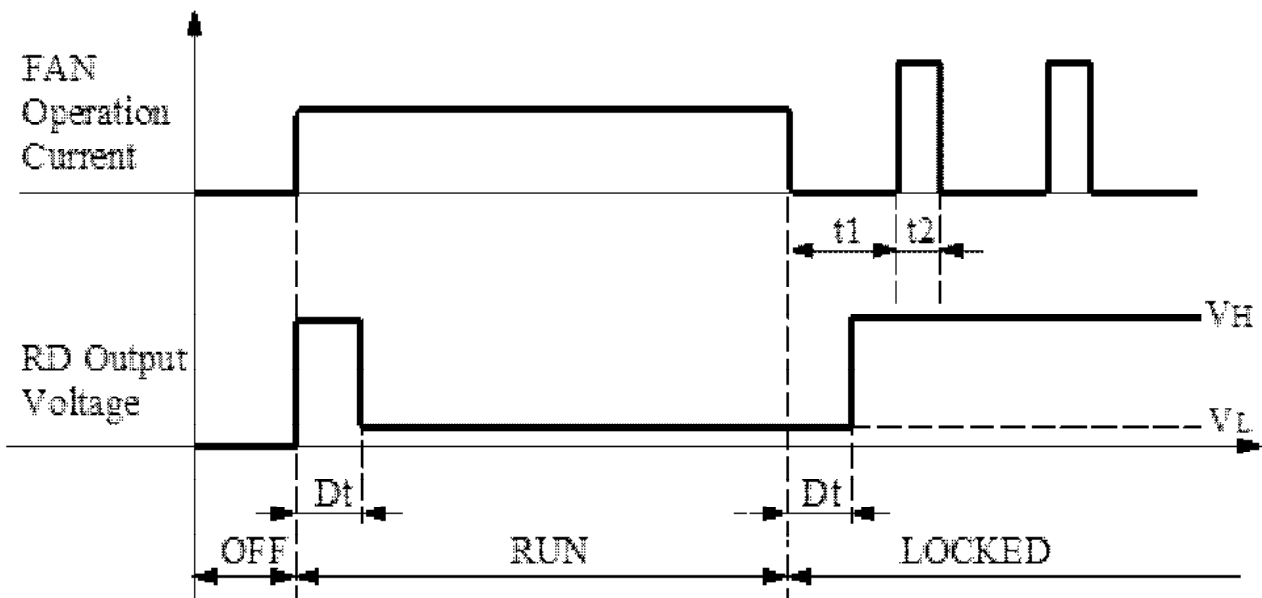 FAN
Operation
Current
t1
t2
RD Output
Voltage
VH
VL
Dt
Dt
OFF
RUN
LOCKED